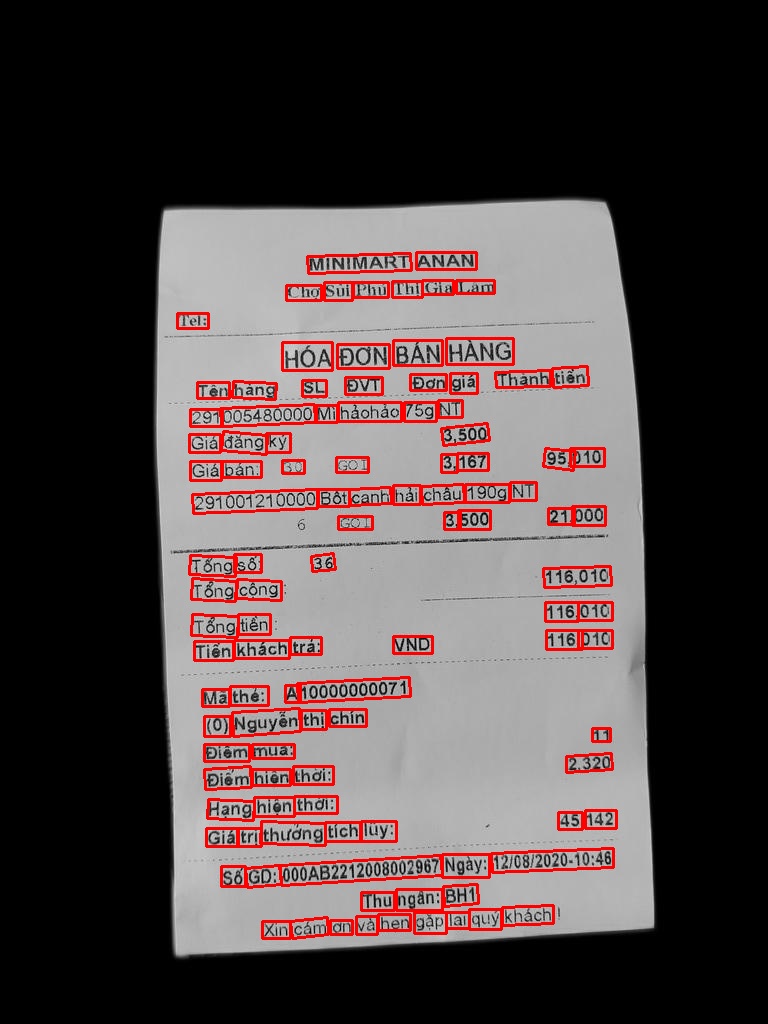 MINIMART ANAN
Chợ Sủi Phú Thị Gia Lâm
Tel:
HÓA ĐƠN BÁN HÀNG
Tên hàng SL ĐVT Đơn giá Thành tiền
291005480000 Mì hảohảo 75g NT
Giá đăng ký 3,500
Giá bán: 30 GOI 3,167 95,010
291001210000 Bột canh hải châu 190g NT
6 GOI 3,500 21,000
Tổng số: 36
Tổng cộng: 116,010
Tổng tiền: 116,010
Tiền khách trả: VND 116,010
Mã thẻ: A10000000071
(0) Nguyễn thị chín
Điểm mua: 11
Điểm hiện thời: 2.320
Hạng hiện thời:
Giá trị thưởng tích lũy: 45,142
Số GD: 000AB2212008002967 Ngày: 12/08/2020-10:46
Thu ngân: BH1
Xin cám ơn và hẹn gặp lại quý khách !